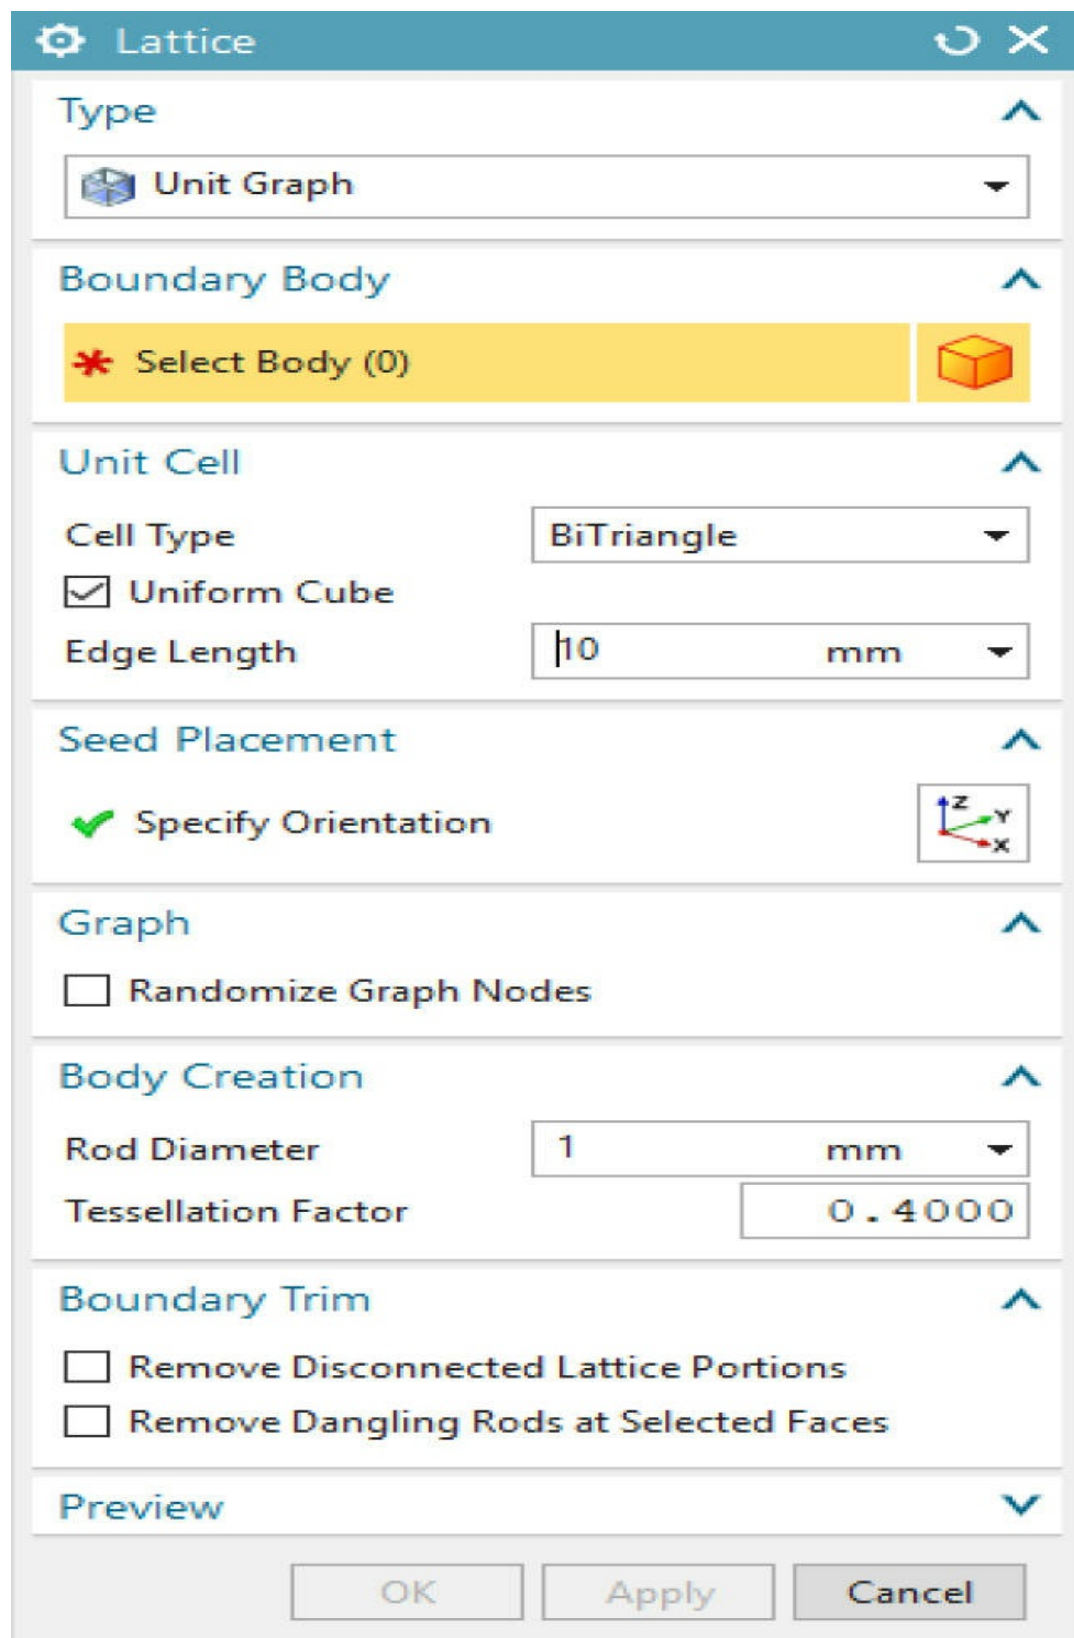 Lattice
Type
Unit Graph
Boundary Body
* Select Body (0)
Unit Cell
Cell Type BiTriangle
Uniform Cube
Edge Length 10 mm
Seed Placement
Specify Orientation Z Y X
Graph
Randomize Graph Nodes
Body Creation
Rod Diameter 1 mm
Tessellation Factor 0.4000
Boundary Trim
Remove Disconnected Lattice Portions
Remove Dangling Rods at Selected Faces
Preview
OK Apply Cancel